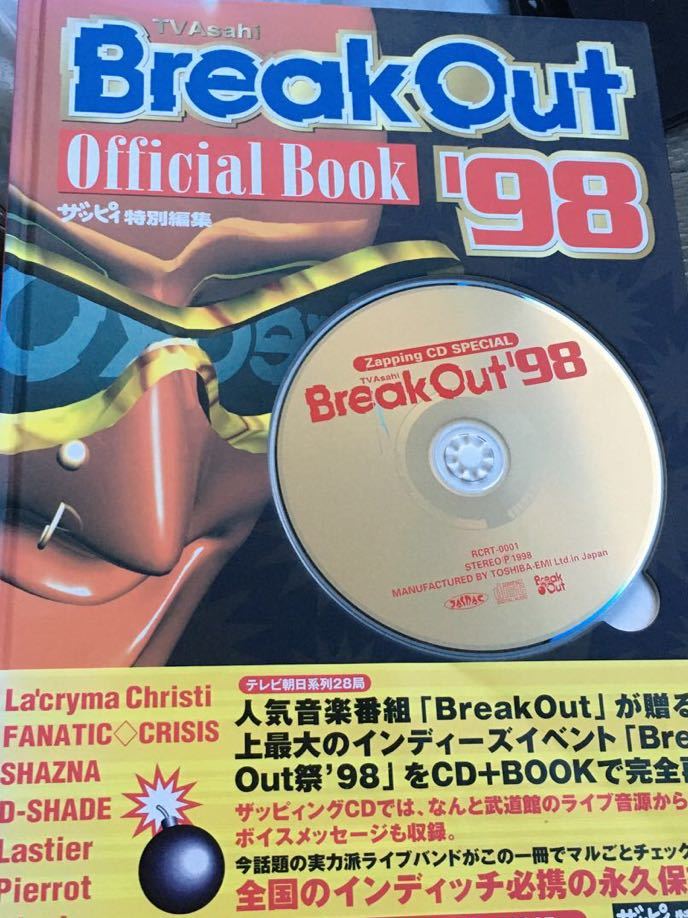 TVAsahi
BreakOut
Official Book
'98
ザッピィ特別編集
Zapping CD SPECIAL
TVAsahi
BreakOut'98
RCRT-0001
STEREO Ⓟ 1998
MANUFACTURED BY TOSHIBA-EMI Ltd.in Japan
JASRAC
Break Out
テレビ朝日系列28局
人気音楽番組「BreakOut」が贈る
上最大のインディーズイベント「Bre
Out祭'98」をCD+BOOKで完全
ザッピィングCDでは、なんと武道館のライブ音源から
ボイスメッセージも収録。
今話題の実力派ライブバンドがこの一冊でマルごとチェック
全国のインディッチ必携の永久保
La'cryma Christi
FANATIC◇CRISIS
SHAZNA
D-SHADE
Lastier
Pierrot